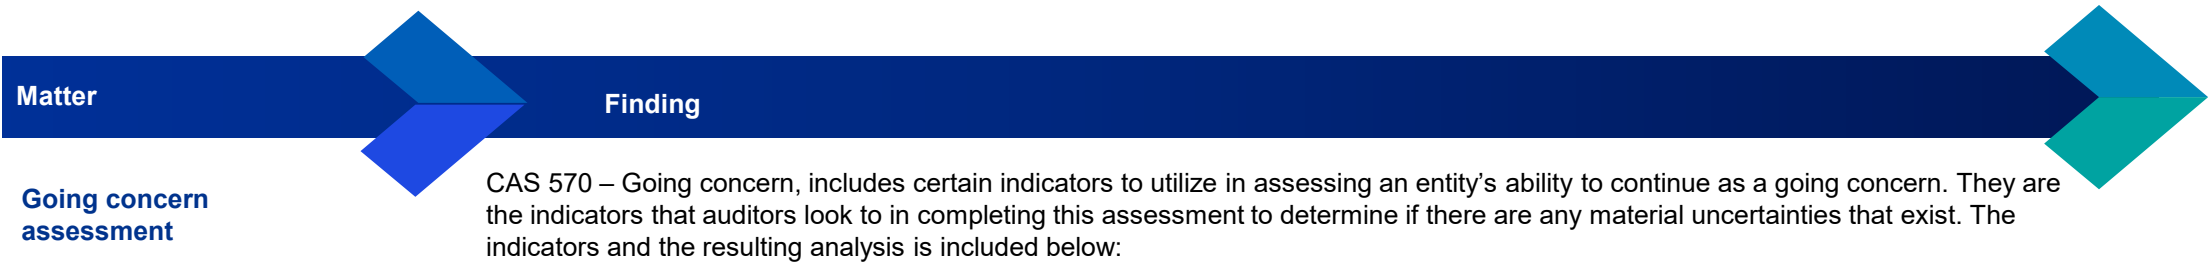 Matter
Finding
Going concern
assessment
CAS 570 – Going concern, includes certain indicators to utilize in assessing an entity’s ability to continue as a going concern. They are
the indicators that auditors look to in completing this assessment to determine if there are any material uncertainties that exist. The
indicators and the resulting analysis is included below: